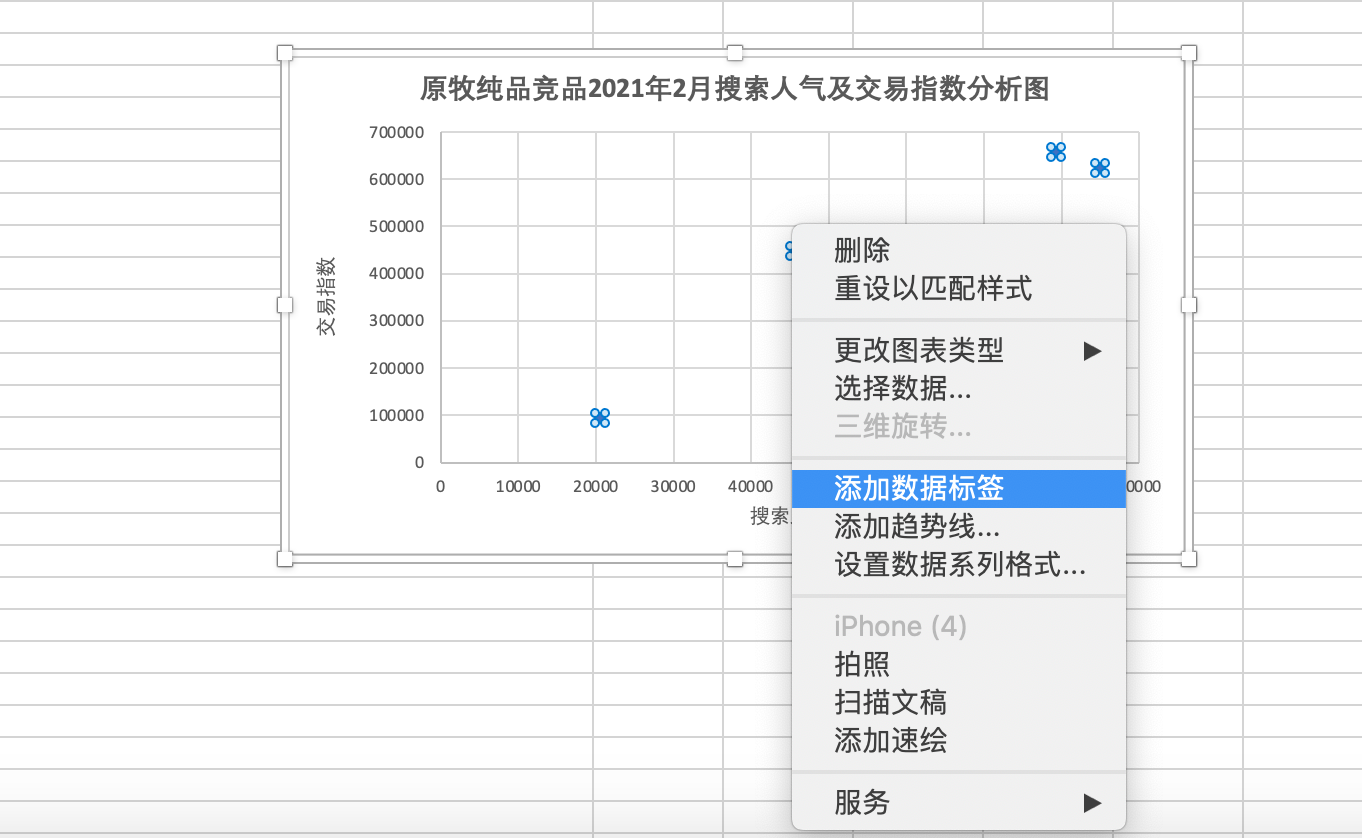 原牧纯品竞品2021年2月搜索人气及交易指数分析图
700000
600000
500000
400000
300000
200000
100000
0
交易指数
0 10000 20000 30000 40000 0000
搜索
删除
重设以匹配样式
更改图表类型
选择数据...
三维旋转...
添加数据标签
添加趋势线...
设置数据系列格式...
iPhone (4)
拍照
扫描文稿
添加速绘
服务